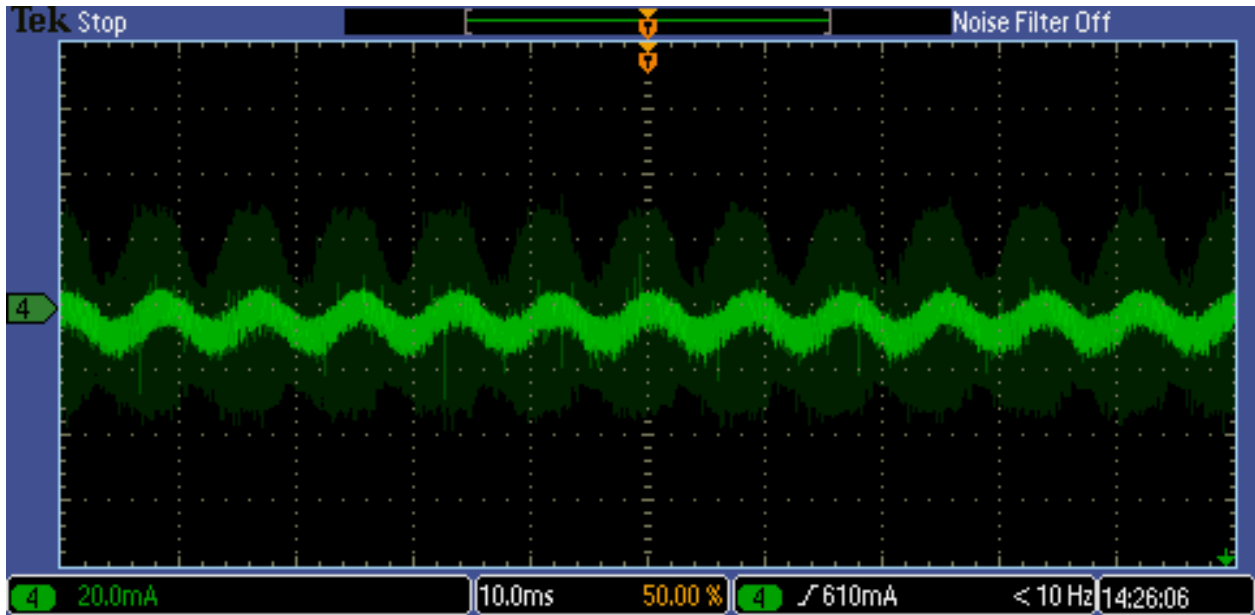 Tek Stop Noise Filter Off
T
T
4
4 20.0mA 10.0ms 50.00 % 4 610mA < 10 Hz 14:26:06